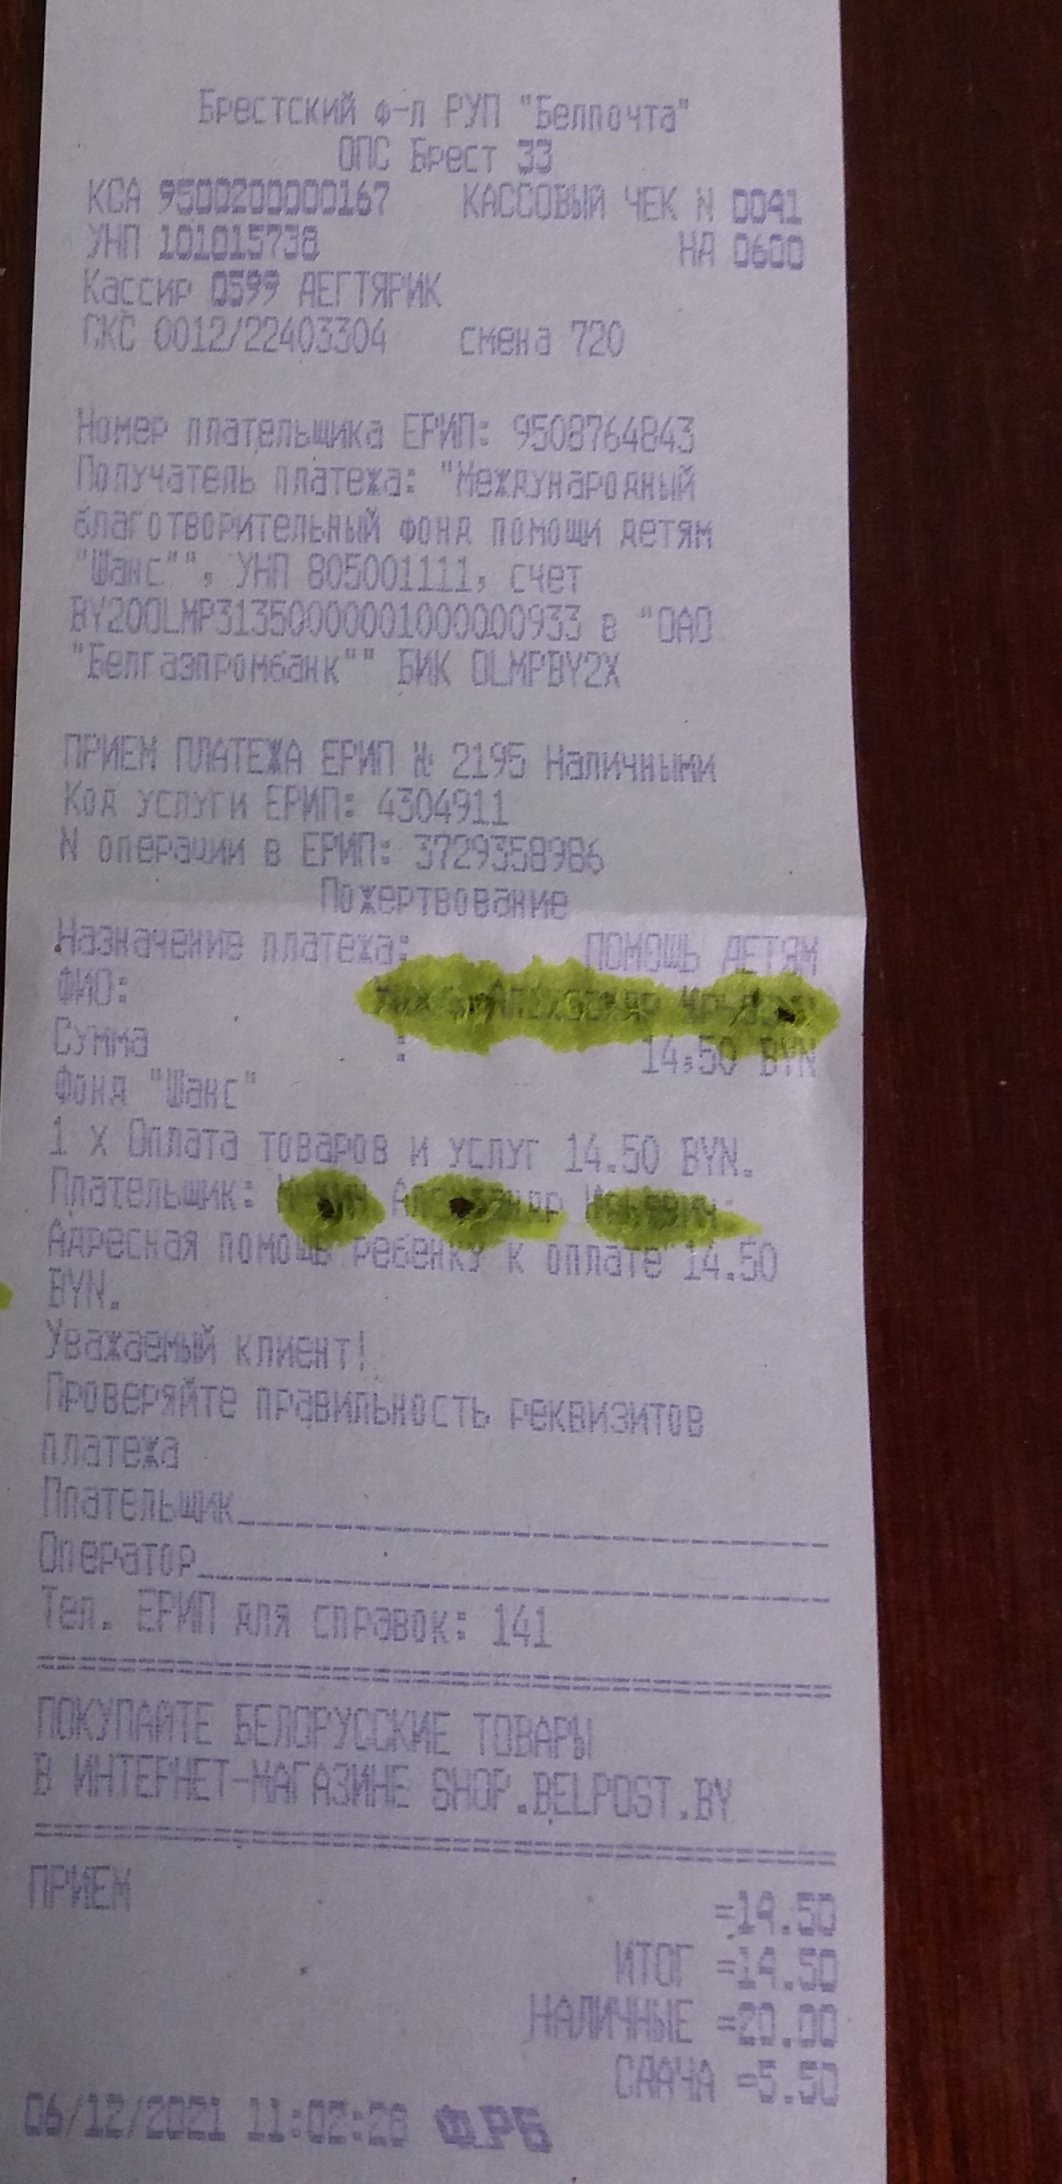 Брестский ф-л РУП "Белпочта"
ОПС Брест 33
КСА 9500200000167 КАССОВЫЙ ЧЕК N 0041
УНП 101015738 НД 0600
Кассир 0599 ДЕГТЯРИК
СКС 0012/22403304 смена 720
Номер плательщика ЕРИП: 9508764843
Получатель платежа: "Международный
благотворительный фонд помощи детям
"Шанс"", УНП 805001111, счет
BY20OLMP31350000001000000933 в "ОАО
"Белгазпромбанк"" БИК OLMPBY2X
ПРИЕМ ПЛАТЕЖА ЕРИП № 2195 Наличными
Код услуги ЕРИП: 4304911
N операции в ЕРИП: 3729358986
Пожертвование
Назначение платежа: ПОМОЩЬ ДЕТЯМ
ФИО:
Сумма : 14,50 BYN
Фонд "Шанс"
1 x Оплата товаров и услуг 14.50 BYN.
Плательщик:
Адресная помощь ребенку к оплате 14.50
BYN.
Уважаемый клиент!
Проверяйте правильность реквизитов
платежа
Плательщик
Оператор
Тел. ЕРИП для справок: 141
ПОКУПАЙТЕ БЕЛОРУССКИЕ ТОВАРЫ
В ИНТЕРНЕТ-МАГАЗИНЕ SHOP.BELPOST.BY
ПРИЕМ
=14.50
ИТОГ =14.50
НАЛИЧНЫЕ =20.00
СДАЧА =5.50
06/12/2021 11:02:28 ФРБ